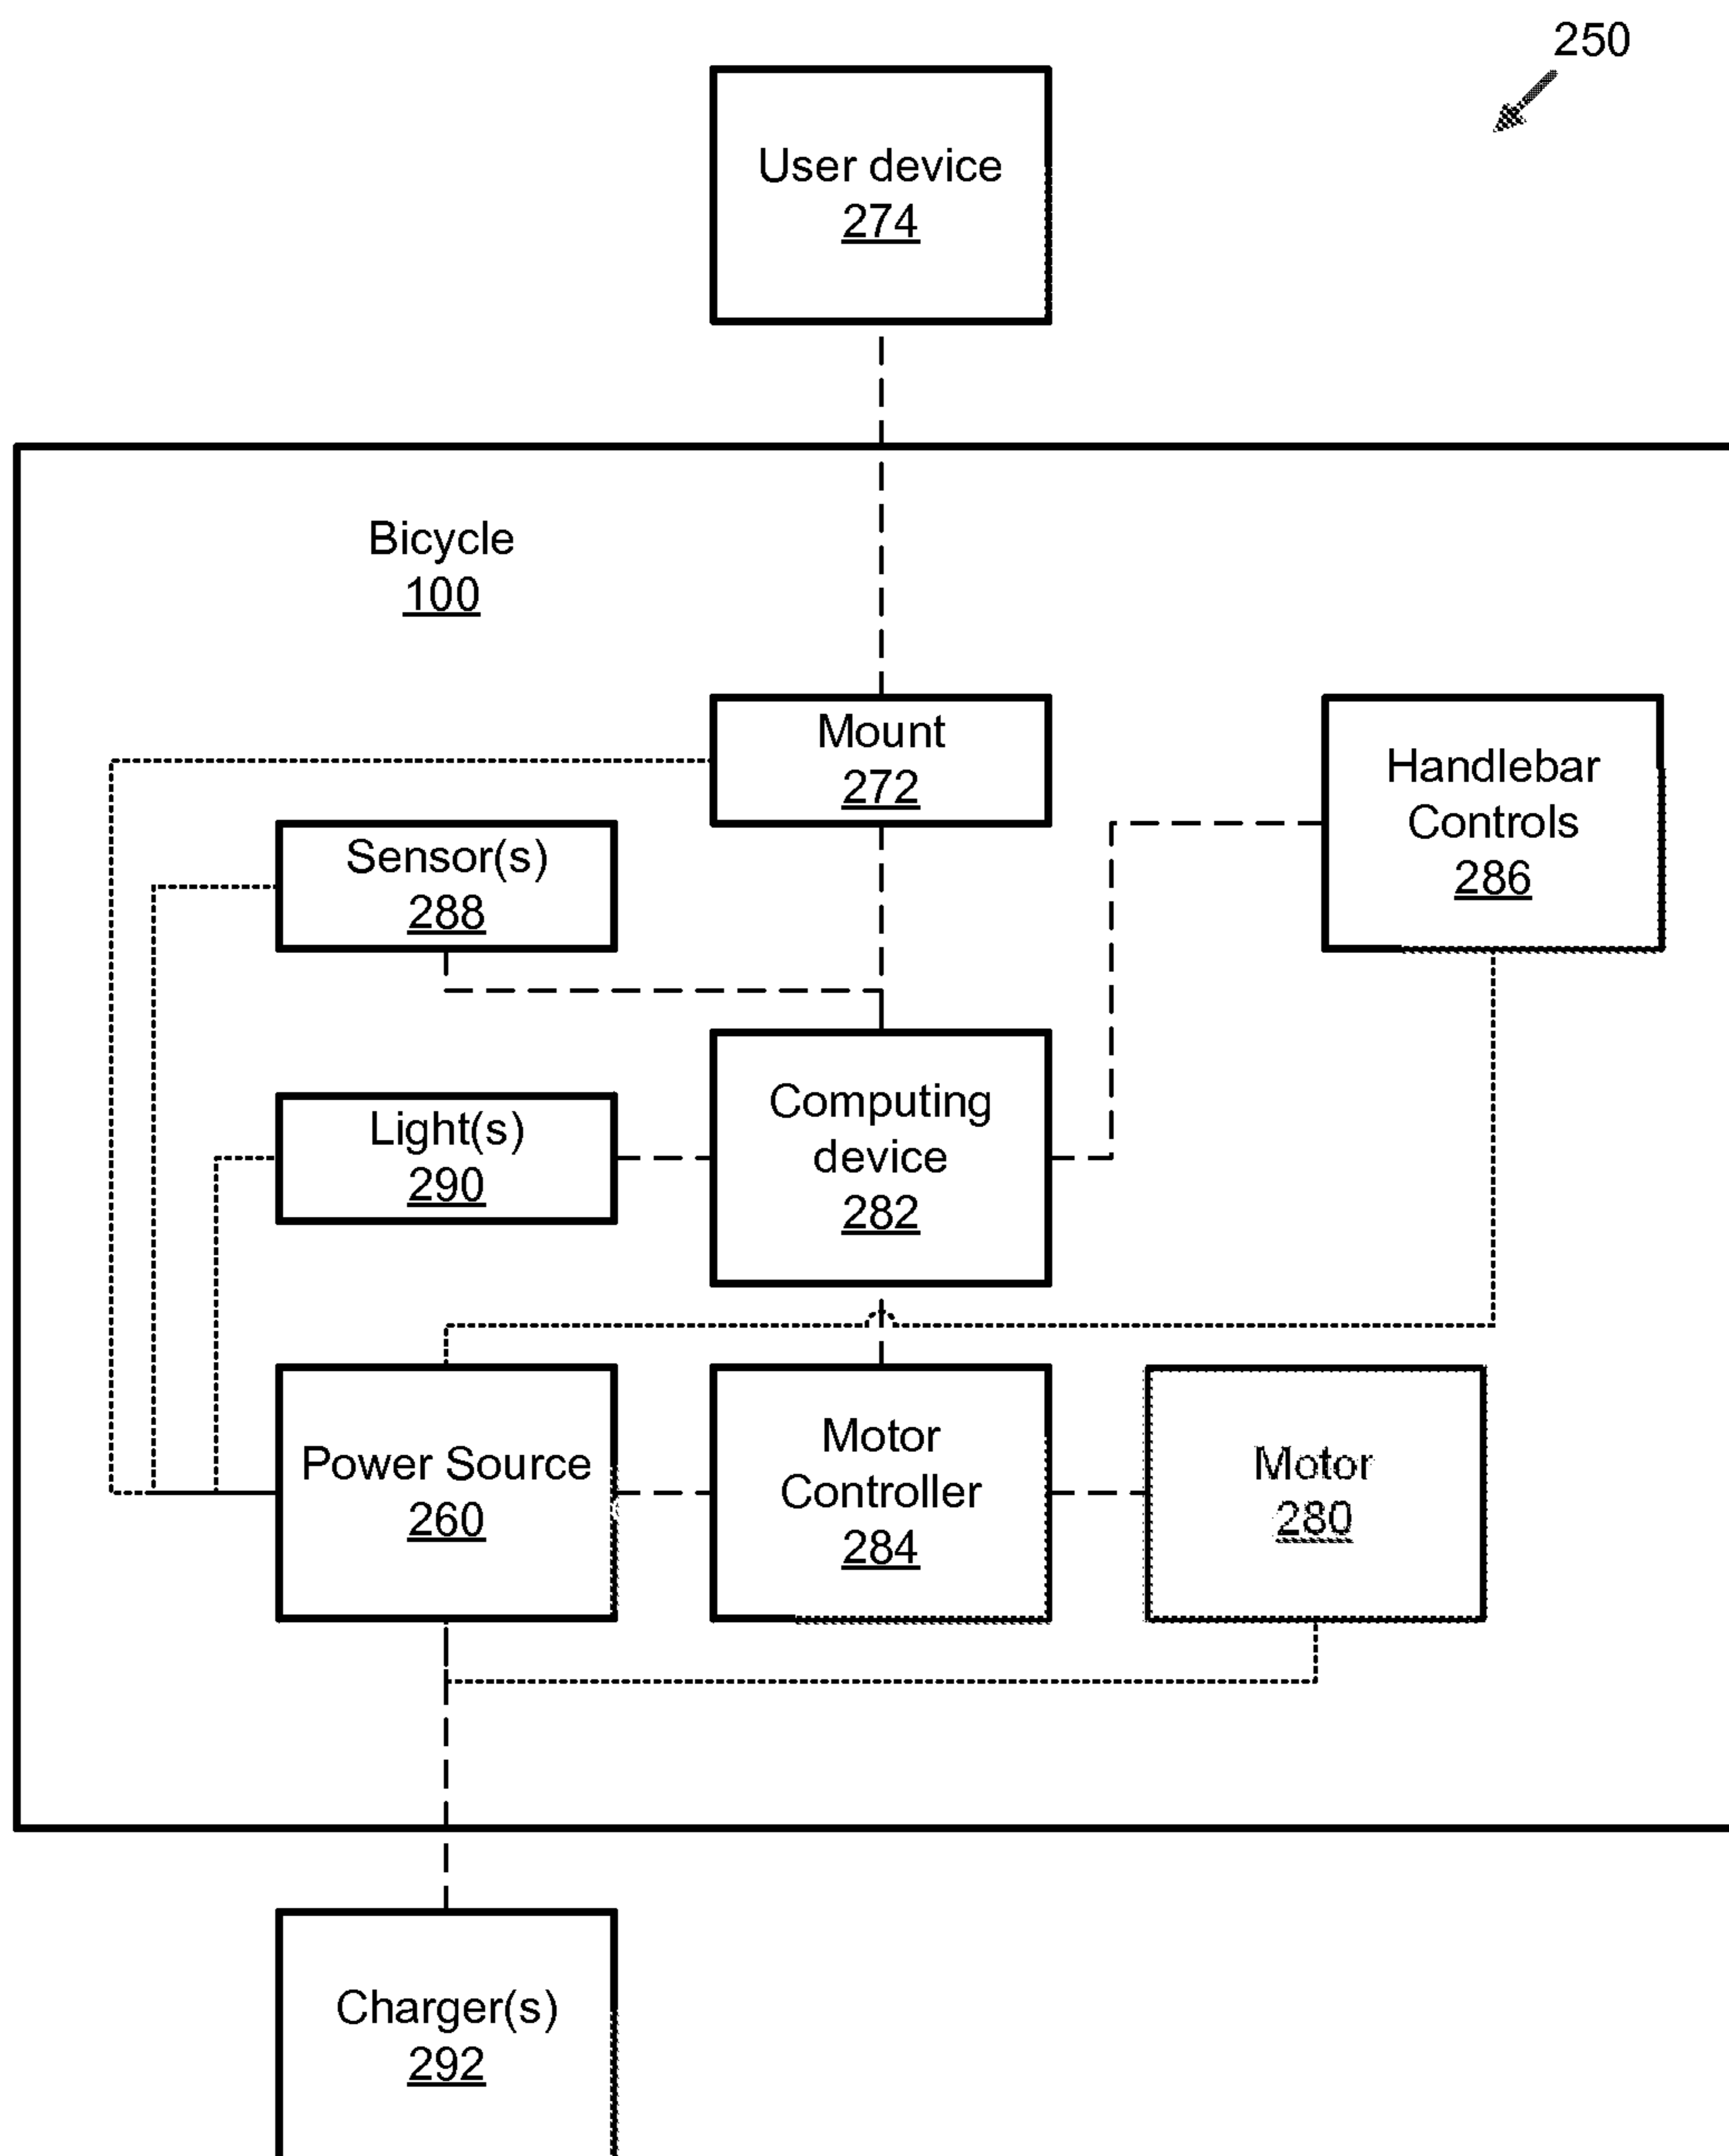 250
User device
274
Bicycle
100
Mount
272
Handlebar
Controls
286
Sensor(s)
288
Computing
device
282
Light(s)
290
Power Source
260
Motor
Controller
284
Motor
280
Charger(s)
292